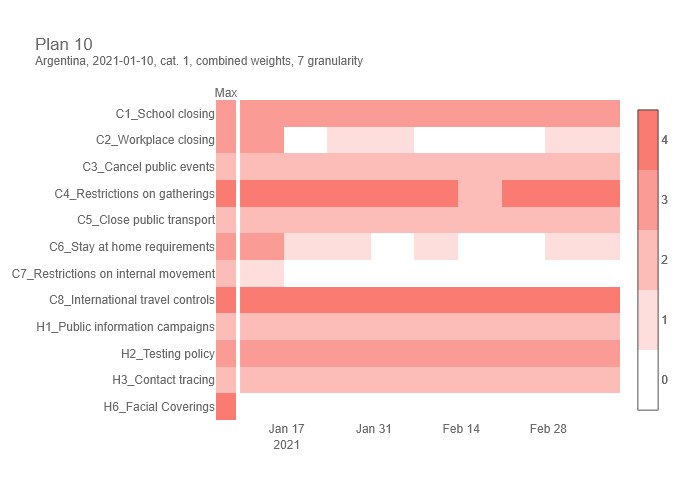 Plan 10
Argentina, 2021-01-10, cat. 1, combined weights, 7 granularity
Max
C1_School closing
C2_Workplace closing
C3_Cancel public events
C4_Restrictions on gatherings
C5_Close public transport
C6_Stay at home requirements
C7_Restrictions on internal movement
C8_International travel controls
H1_Public information campaigns
H2_Testing policy
H3_Contact tracing
H6_Facial Coverings
Jan 17
2021
Jan 31
Feb 14
Feb 28
4
3
2
1
0